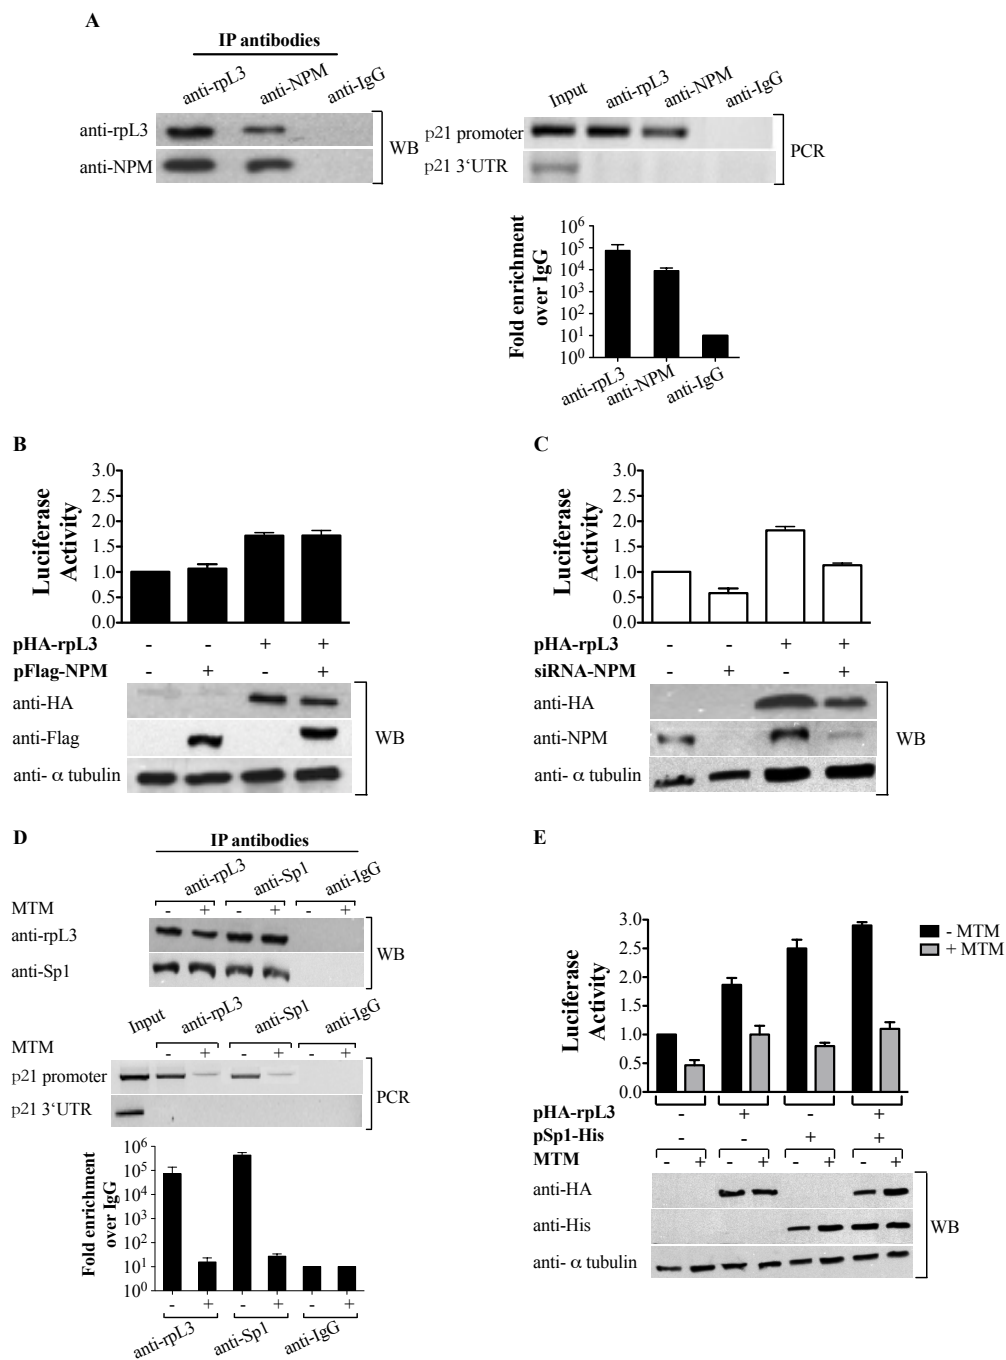 A
IP antibodies
anti-rpL3 anti-NPM anti-IgG
anti-rpL3
anti-NPM
WB
Input anti-rpL3 anti-NPM anti-IgG
p21 promoter
p21 3‘UTR
PCR
Fold enrichment
over IgG
10^6
10^5
10^4
10^3
10^2
10^1
10^0
anti-rpL3 anti-NPM anti-IgG
B
Luciferase
Activity
3.0
2.5
2.0
1.5
1.0
0.5
0.0
pHA-rpL3 - - + +
pFlag-NPM - + - +
anti-HA
anti-Flag
anti- α tubulin
WB
C
Luciferase
Activity
3.0
2.5
2.0
1.5
1.0
0.5
0.0
pHA-rpL3 - - + +
siRNA-NPM - + - +
anti-HA
anti-NPM
anti- α tubulin
WB
D
IP antibodies
anti-rpL3 anti-Sp1 anti-IgG
MTM - + - + - +
anti-rpL3
anti-Sp1
WB
Input anti-rpL3 anti-Sp1 anti-IgG
MTM - + - + - +
p21 promoter
p21 3‘UTR
PCR
Fold enrichment
over IgG
10^6
10^5
10^4
10^3
10^2
10^1
10^0
- + - + - +
anti-rpL3 anti-Sp1 anti-IgG
E
Luciferase
Activity
3.0
2.5
2.0
1.5
1.0
0.5
0.0
- MTM
+ MTM
pHA-rpL3 - + - +
pSp1-His - - + +
MTM - + - + - + - +
anti-HA
anti-His
anti- α tubulin
WB